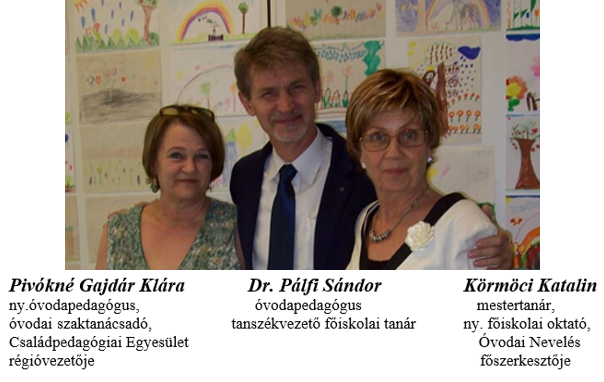 Pivókné Gajdár Klára
ny.óvodapedagógus,
óvodai szaktanácsadó,
Családpedagógiai Egyesület
régióvezetője
Dr. Pálfi Sándor
óvodapedagógus
tanszékvezető főiskolai tanár
Körmöci Katalin
mestertanár,
ny. főiskolai oktató,
Óvodai Nevelés
főszerkesztője